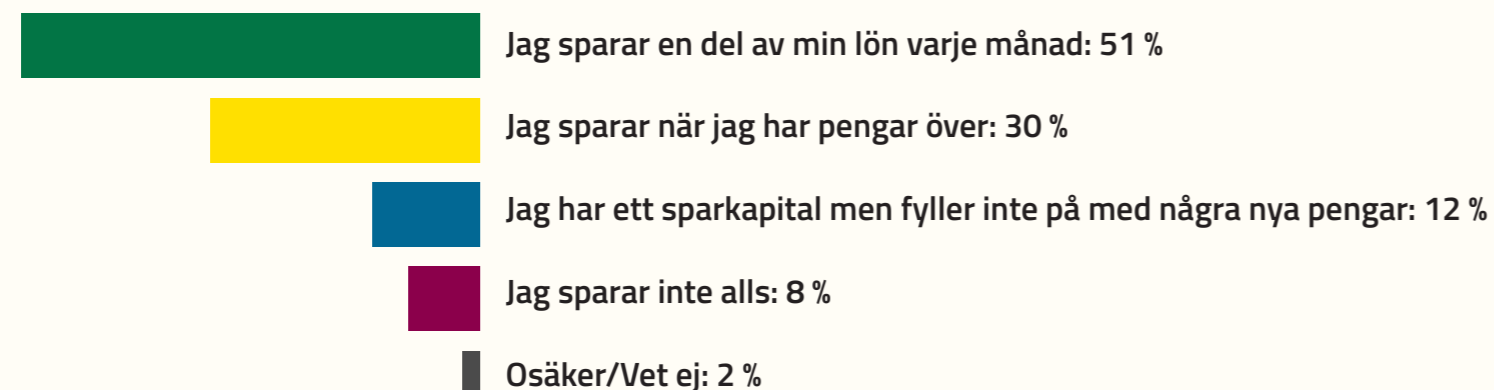 Jag sparar en del av min lön varje månad: 51 %
Jag sparar när jag har pengar över: 30 %
Jag har ett sparkapital men fyller inte på med några nya pengar: 12 %
Jag sparar inte alls: 8 %
Osäker/Vet ej: 2 %